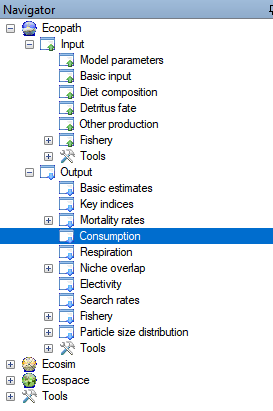 Navigator
Ecopath
Input
Model parameters
Basic input
Diet composition
Detritus fate
Other production
Fishery
Tools
Output
Basic estimates
Key indices
Mortality rates
Consumption
Respiration
Niche overlap
Electivity
Search rates
Fishery
Particle size distribution
Tools
Ecosim
Ecospace
Tools